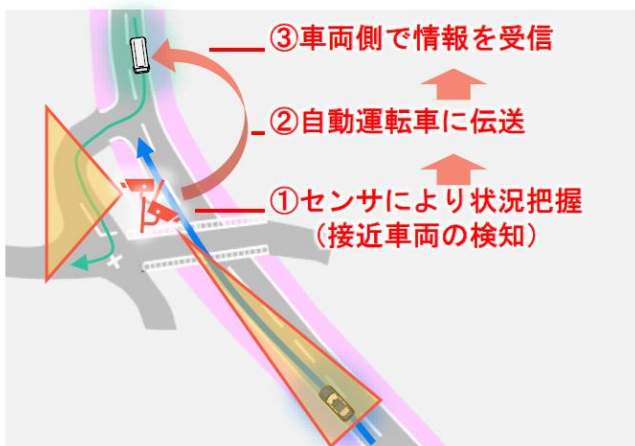 ③車両側で情報を受信
②自動運転車に伝送
①センサにより状況把握
（接近車両の検知）